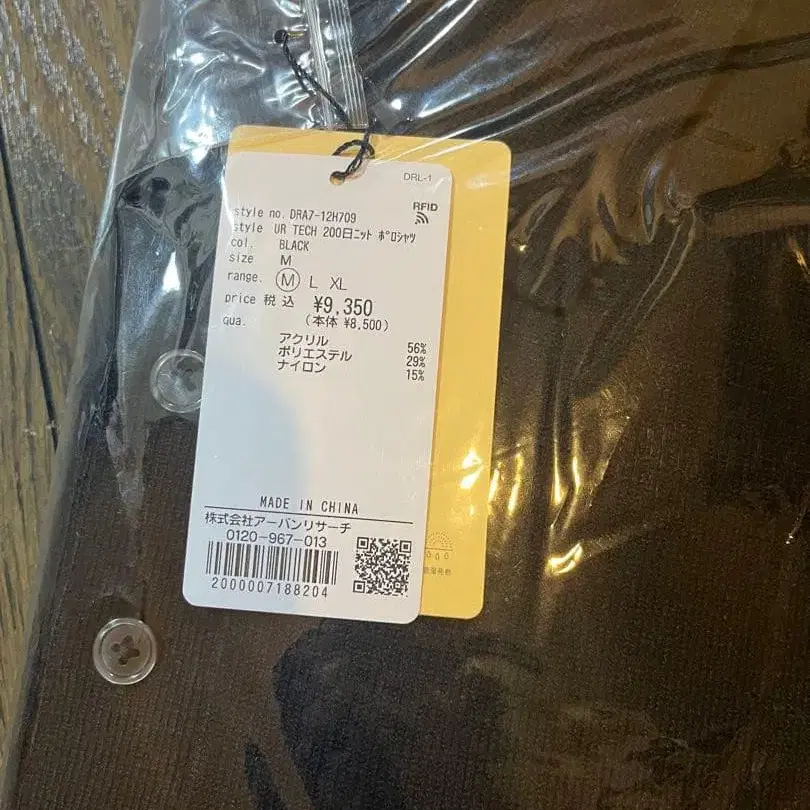 DRL-1
RFID
style no. DRA7-12H709
style UR TECH 200日ニット ポロシャツ
col. BLACK
size M
range. M L XL
price 税込 ¥9,350
(本体 ¥8,500)
qua.
アクリル 56%
ポリエステル 29%
ナイロン 15%
MADE IN CHINA
株式会社アーバンリサーチ
0120-967-013
2000007188204